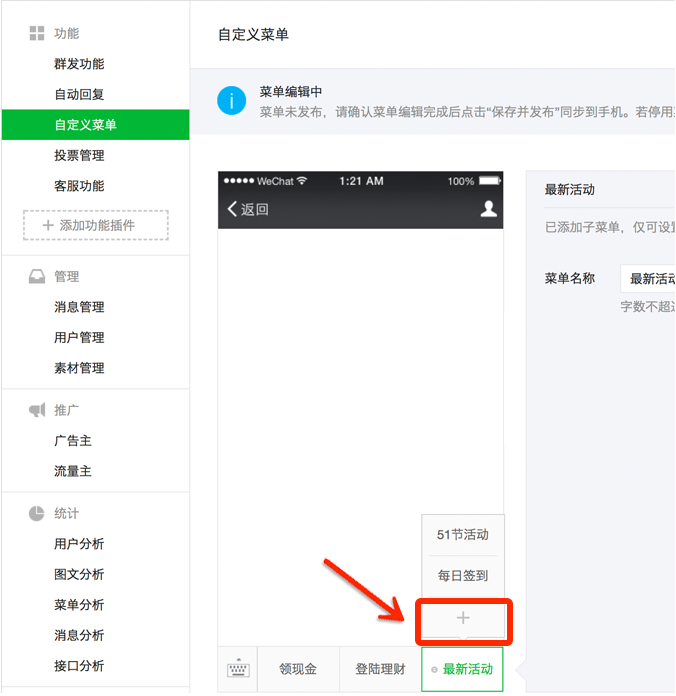 功能
群发功能
自动回复
自定义菜单
投票管理
客服功能
+ 添加功能插件
管理
消息管理
用户管理
素材管理
推广
广告主
流量主
统计
用户分析
图文分析
菜单分析
消息分析
接口分析
自定义菜单
i
菜单编辑中
菜单未发布，请确认菜单编辑完成后点击“保存并发布”同步到手机。若停用
WeChat 1:21 AM 100%
返回
51节活动
每日签到
+
领现金 登陆理财 最新活动
最新活动
已添加子菜单，仅可设置
菜单名称 最新活动
字数不超过